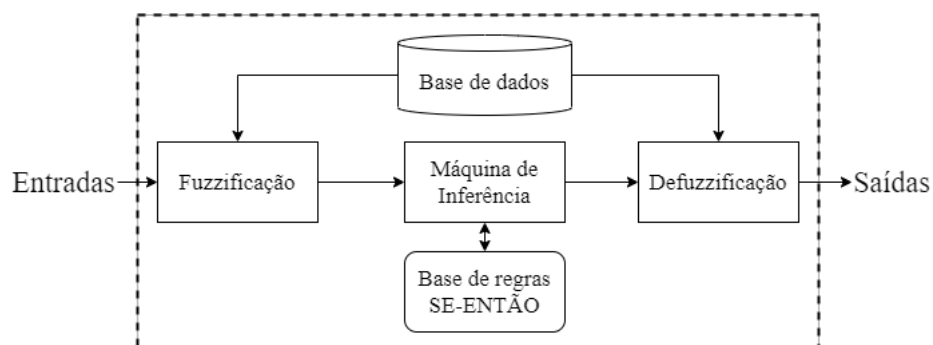 Base de dados
Entradas
Fuzzificação
Máquina de
Inferência
Defuzzificação
Saídas
Base de regras
SE-ENTÃO